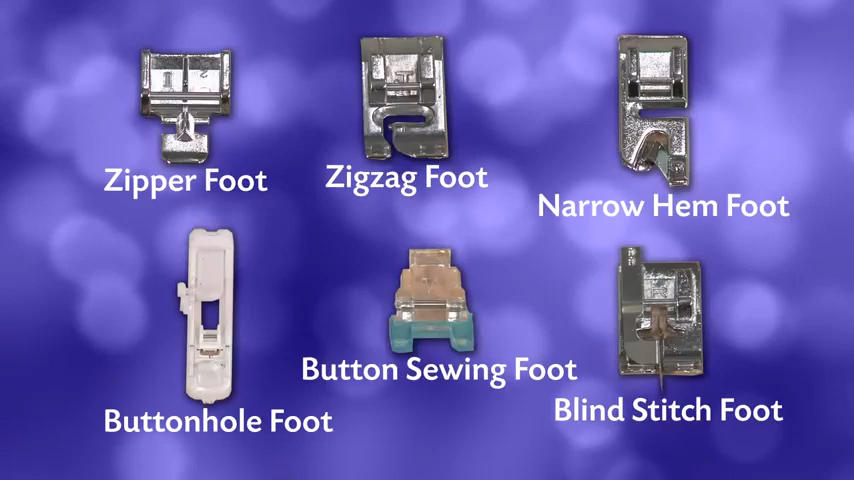 Zipper Foot
Zigzag Foot
Narrow Hem Foot
Buttonhole Foot
Button Sewing Foot
Blind Stitch Foot